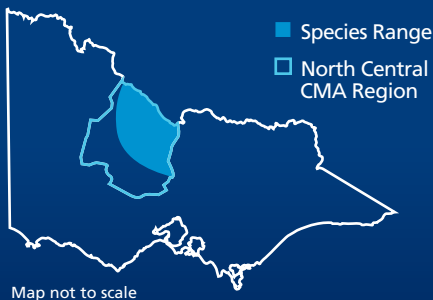 Species Range
North Central
CMA Region
Map not to scale